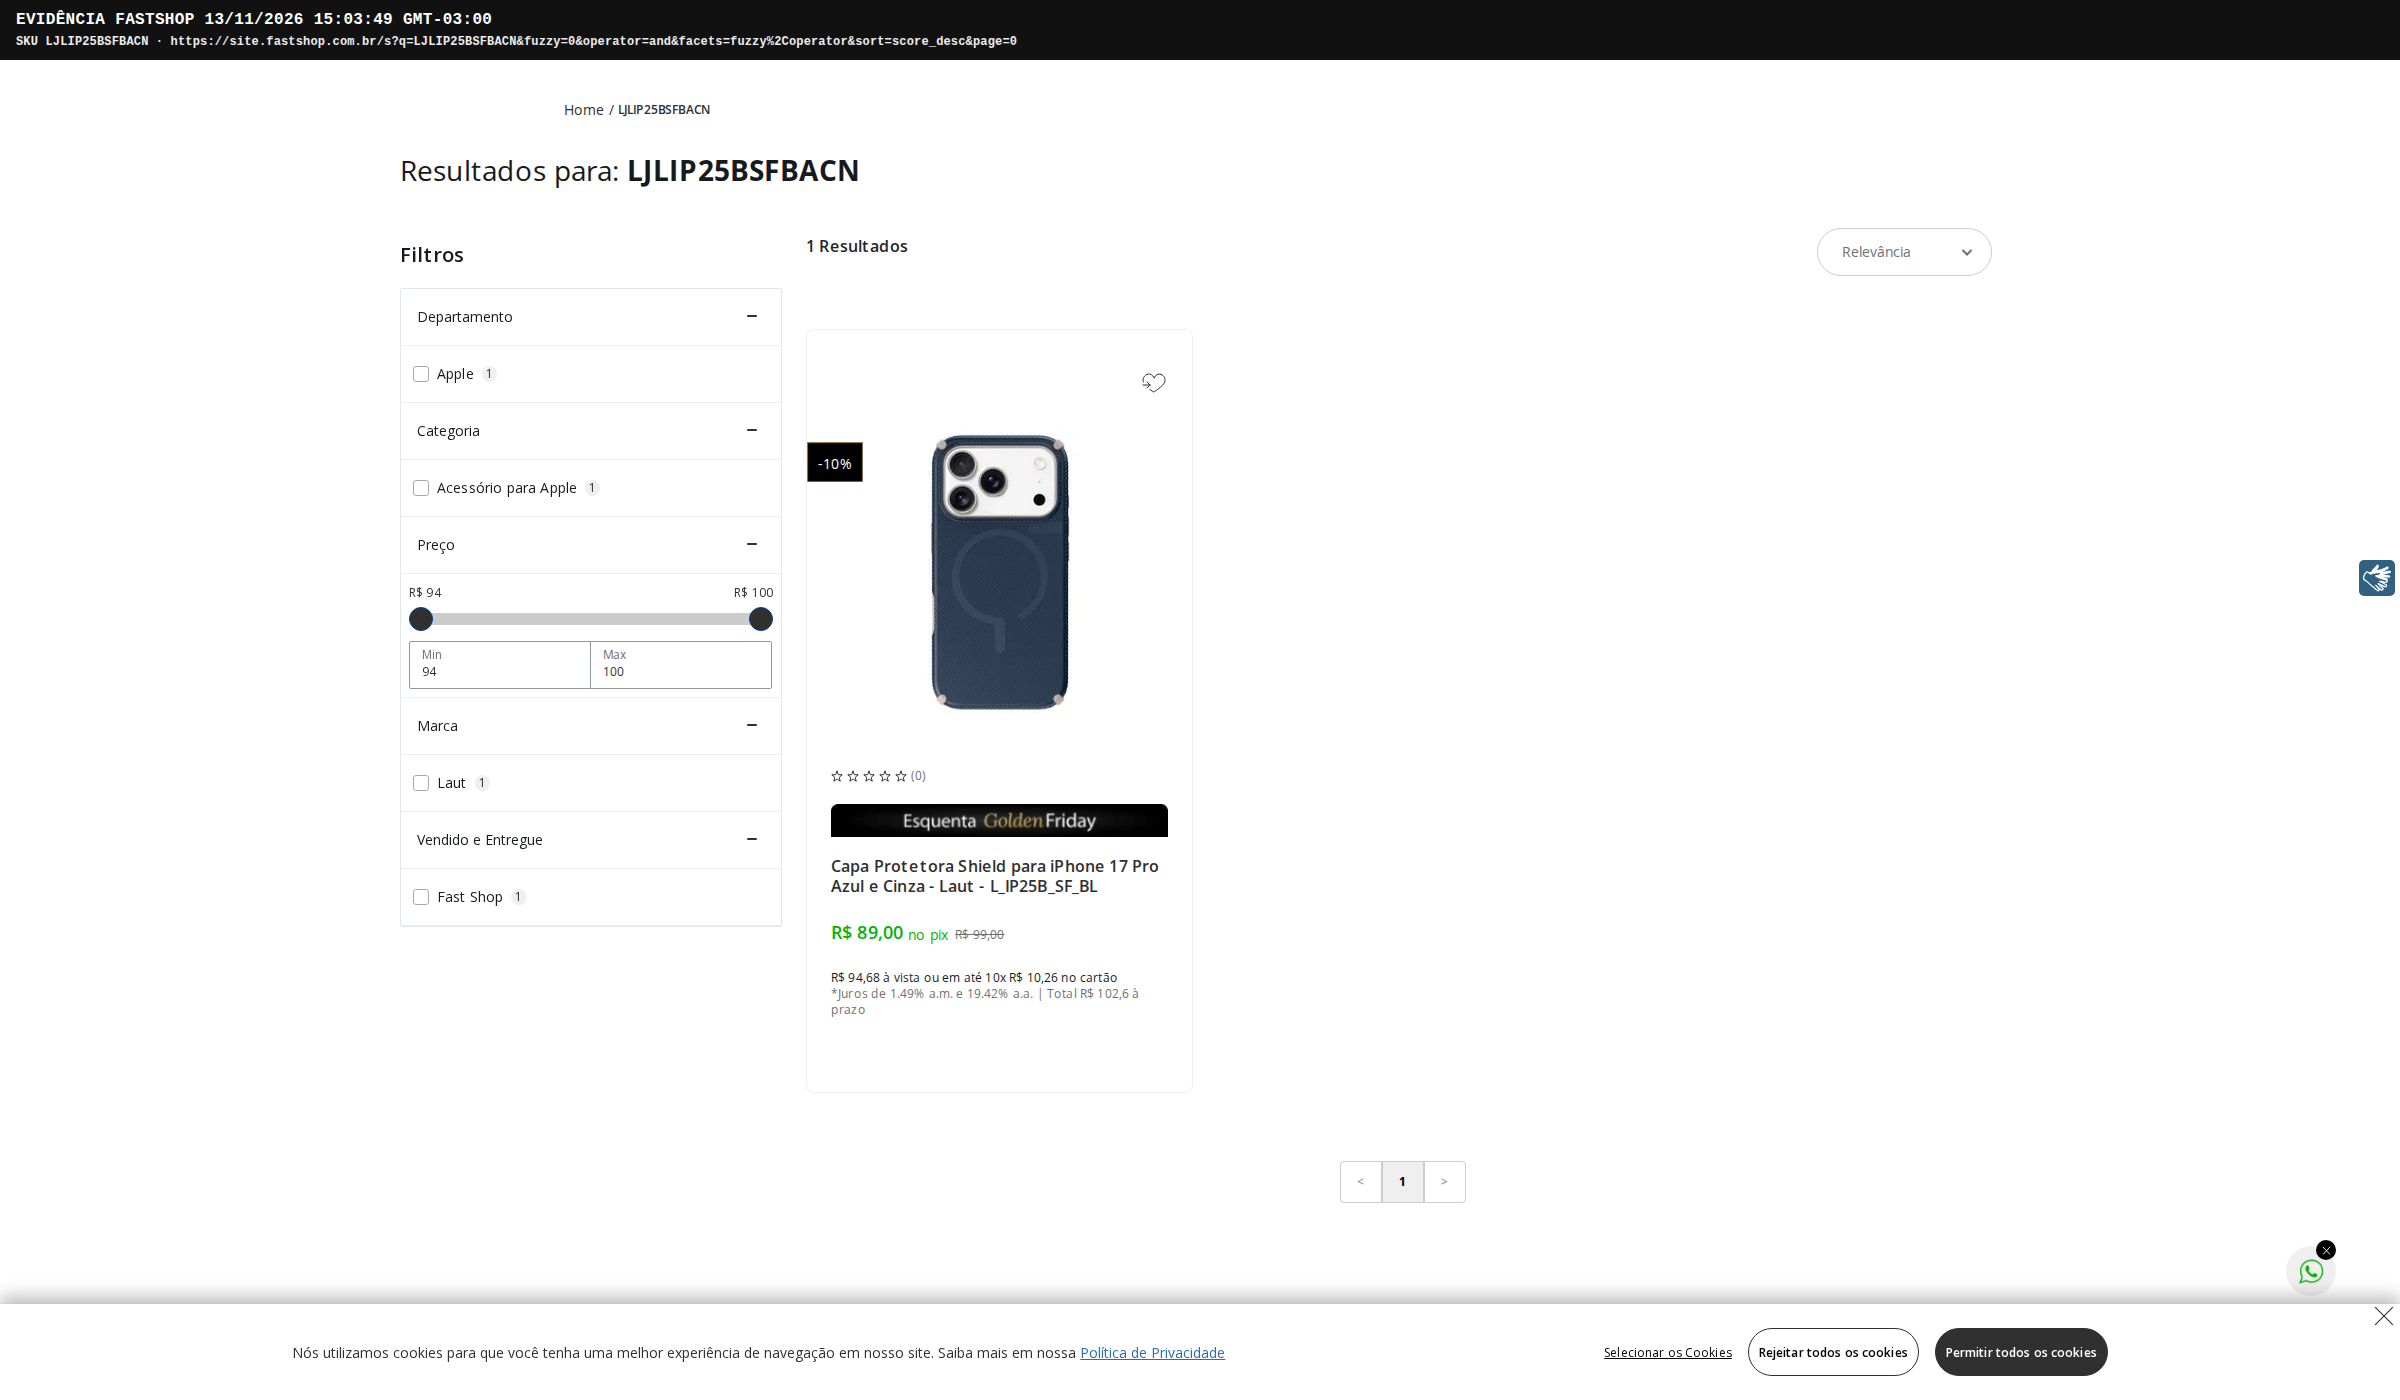 EVIDÊNCIA FASTSHOP 13/11/2026 15:03:49 GMT-03:00
SKU LJLIP25BSFBACN · https://site.fastshop.com.br/s?q=LJLIP25BSFBACN&fuzzy=0&operator=and&facets=fuzzy%2Coperator&sort=score_desc&page=0
Home / LJLIP25BSFBACN
Resultados para: LJLIP25BSFBACN
Filtros
1 Resultados
Relevância
Departamento
Apple 1
Categoria
Acessório para Apple 1
Preço
R$ 94
R$ 100
Min
94
Max
100
Marca
Laut 1
Vendido e Entregue
Fast Shop 1
-10%
(0)
Esquenta Golden Friday
Capa Protetora Shield para iPhone 17 Pro
Azul e Cinza - Laut - L_IP25B_SF_BL
R$ 89,00 no pix R$ 99,00
R$ 94,68 à vista ou em até 10x R$ 10,26 no cartão
*Juros de 1.49% a.m. e 19.42% a.a. | Total R$ 102,6 à
prazo
< 1 >
Nós utilizamos cookies para que você tenha uma melhor experiência de navegação em nosso site. Saiba mais em nossa Política de Privacidade
Selecionar os Cookies
Rejeitar todos os cookies
Permitir todos os cookies